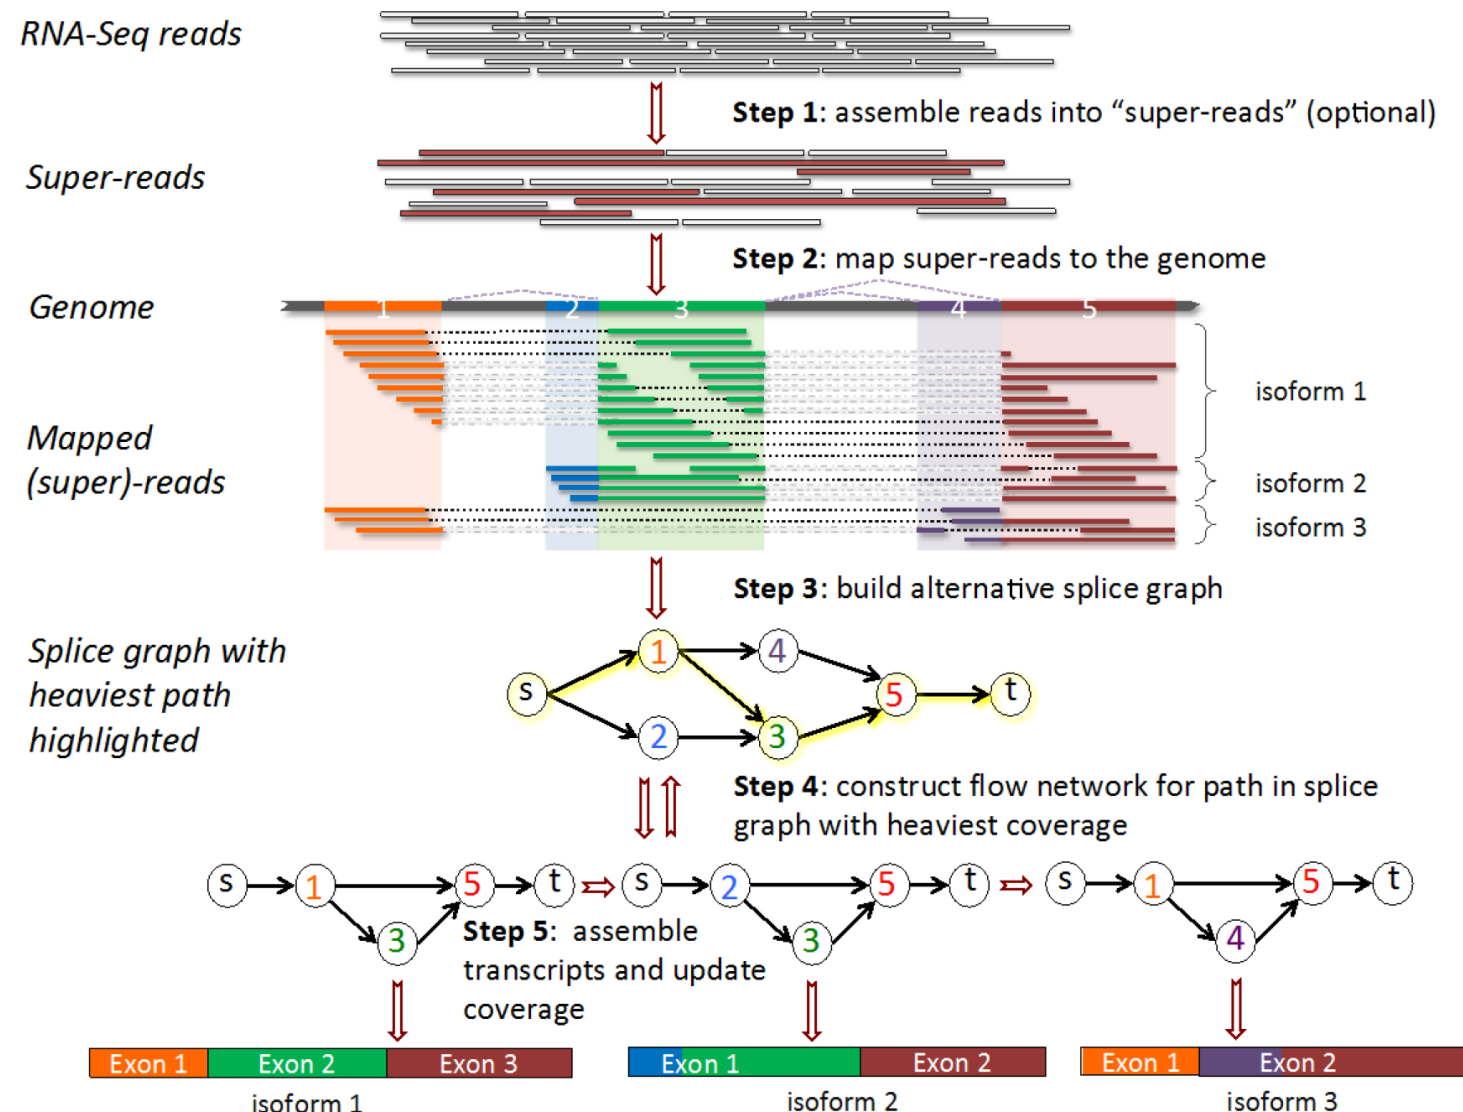 RNA-Seq reads
Step 1: assemble reads into “super-reads” (optional)
Super-reads
Step 2: map super-reads to the genome
Genome
1 2 3 4 5
isoform 1
Mapped
(super)-reads
isoform 2
isoform 3
Step 3: build alternative splice graph
Splice graph with
heaviest path
highlighted
1 4
s 5 t
2 3
Step 4: construct flow network for path in splice
graph with heaviest coverage
s 1 5 t s 2 5 t s 1 5 t
3 3 4
Step 5: assemble
transcripts and update
coverage
Exon 1 Exon 2 Exon 3 Exon 1 Exon 2 Exon 1 Exon 2
isoform 1 isoform 2 isoform 3